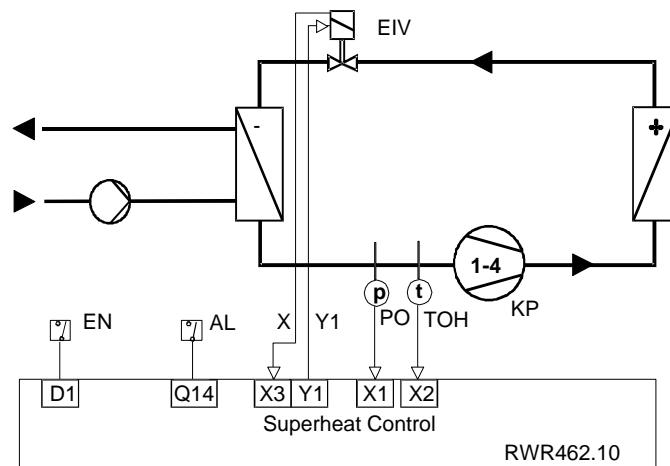 EIV
-
+
1-4
KP
p
t
PO
TOH
EN
AL
X
Y1
D1
Q14
X3
Y1
X1
X2
Superheat Control
RWR462.10